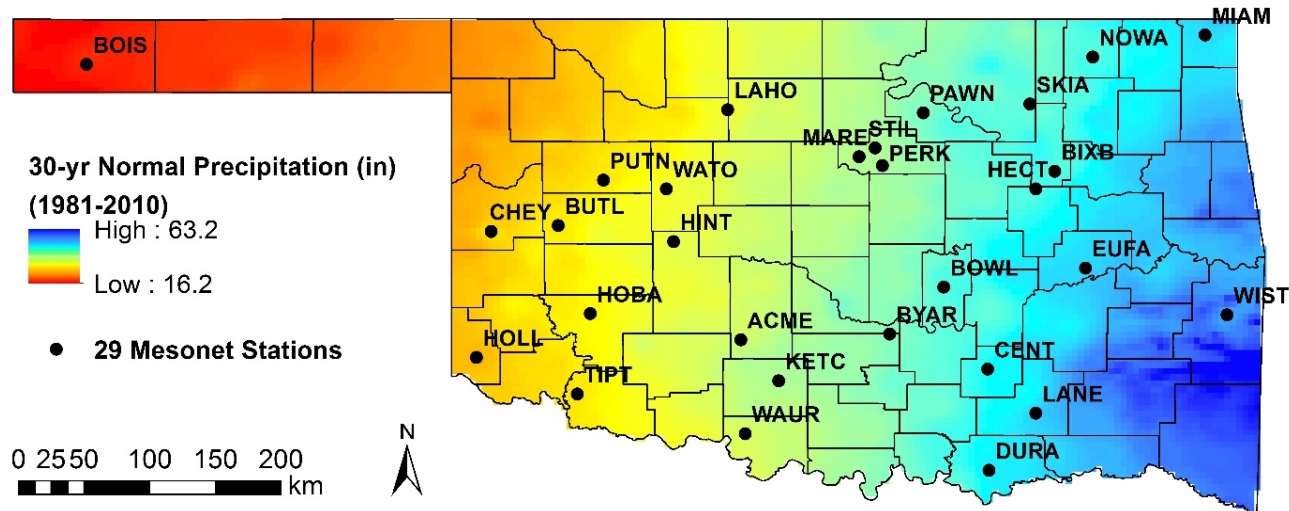 MIAM
BOIS
NOWA
LAHO
PAWN
SKIA
MARE
STIL
PERK
BIXB
HECT
30-yr Normal Precipitation (in)
(1981-2010)
High : 63.2
Low : 16.2
PUTN
WATO
CHEY
BUTL
HINT
EUFA
BOWL
WIST
HOBA
ACME
BYAR
HOLL
29 Mesonet Stations
CENT
KETC
TIPT
LANE
WAUR
DURA
N
0 25 50 100 150 200
km